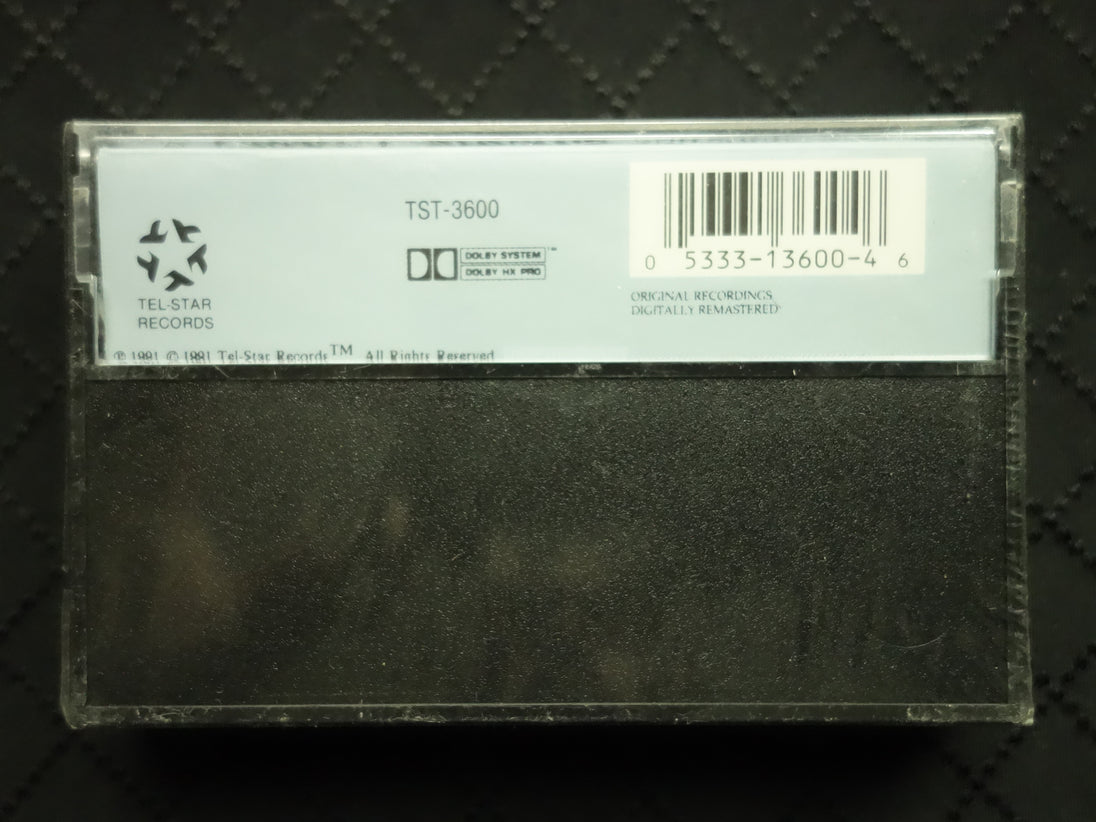 TEL-STAR
RECORDS
℗ 1991 © 1991 Tel-Star Records™ All Rights Reserved
TST-3600
DOLBY SYSTEM™
DOLBY HX PRO
0 5333-13600-4 6
ORIGINAL RECORDINGS
DIGITALLY REMASTERED